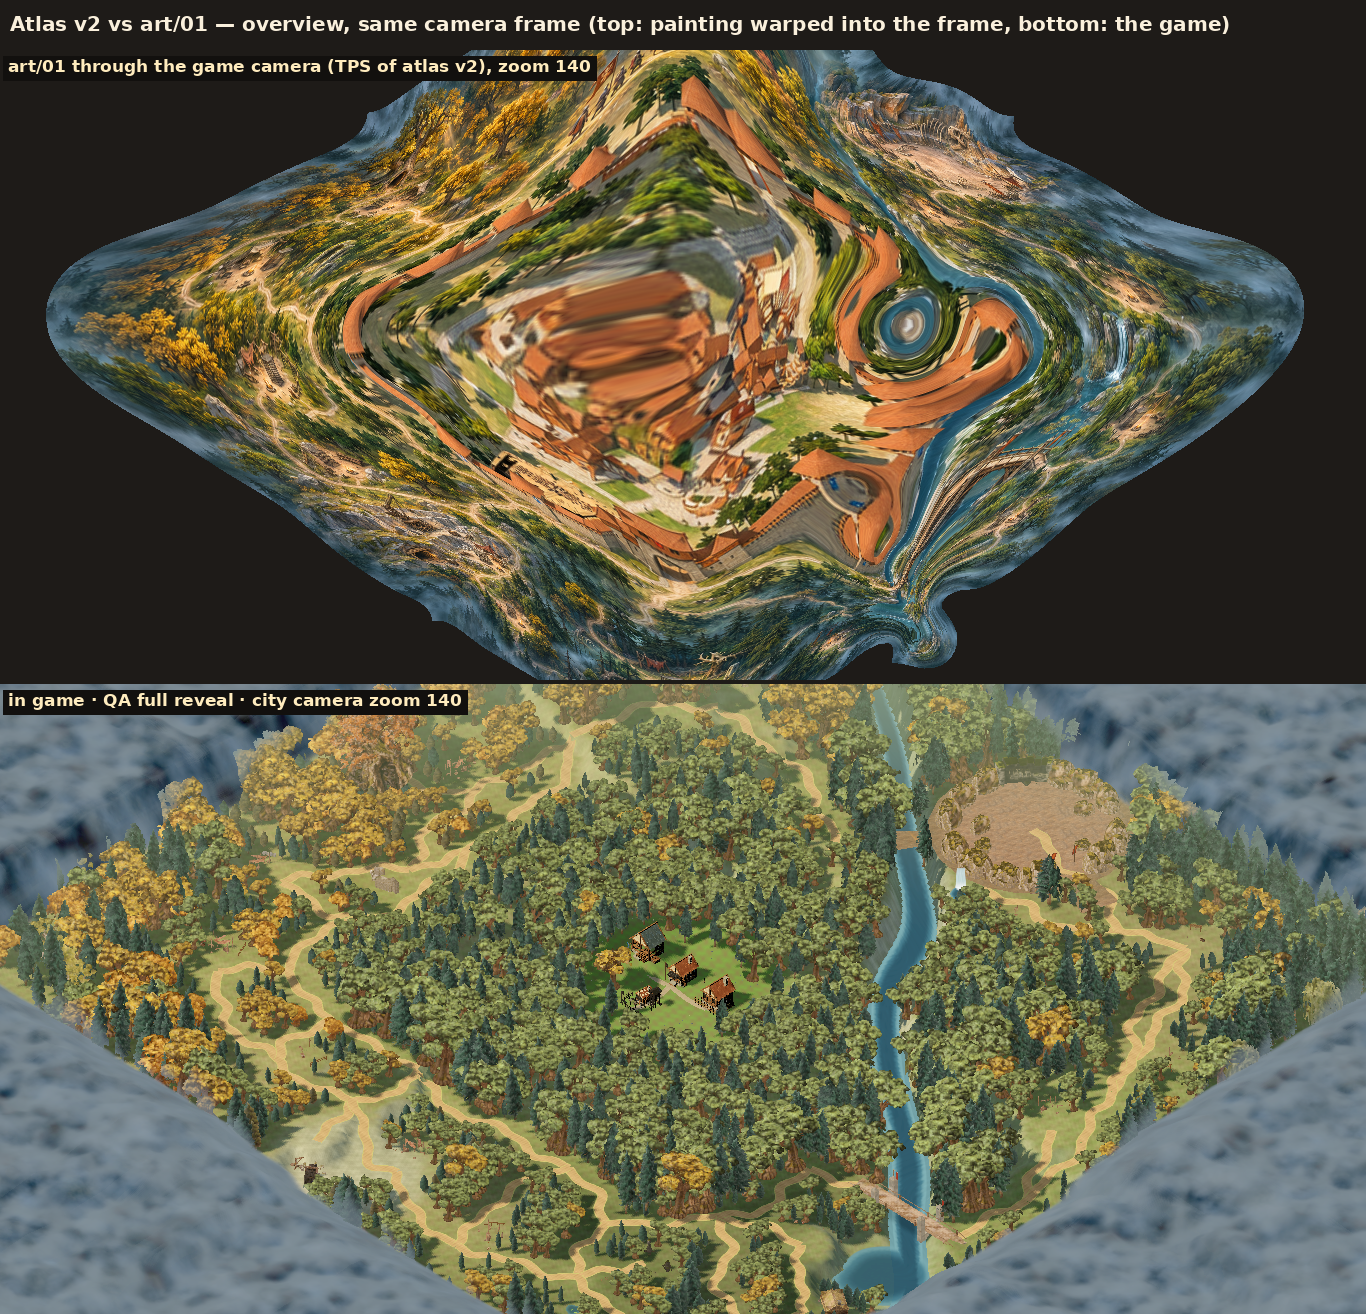 Atlas v2 vs art/01 — overview, same camera frame (top: painting warped into the frame, bottom: the game)
art/01 through the game camera (TPS of atlas v2), zoom 140
in game · QA full reveal · city camera zoom 140